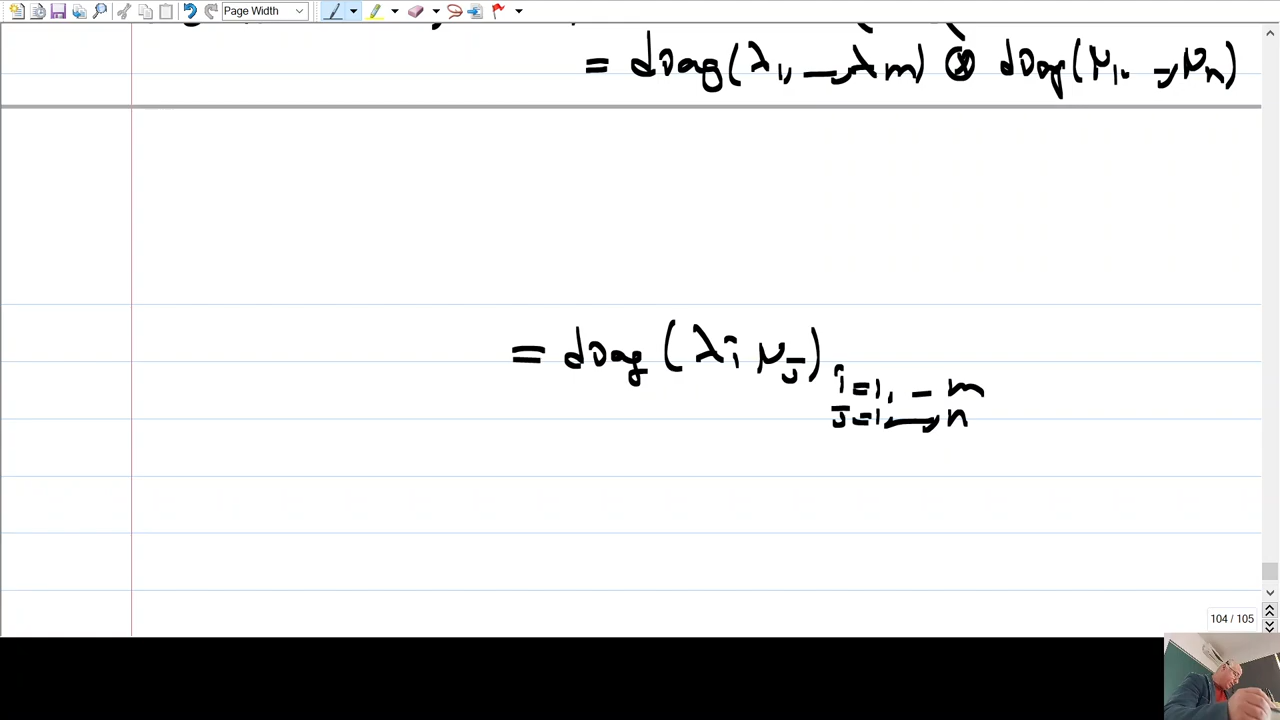 Page Width
= diag(λ1, —, λm) ⊗ diag(μ1, –, μn)
= diag(λi μj)
i=1, – m
j=1, — n
104 / 105